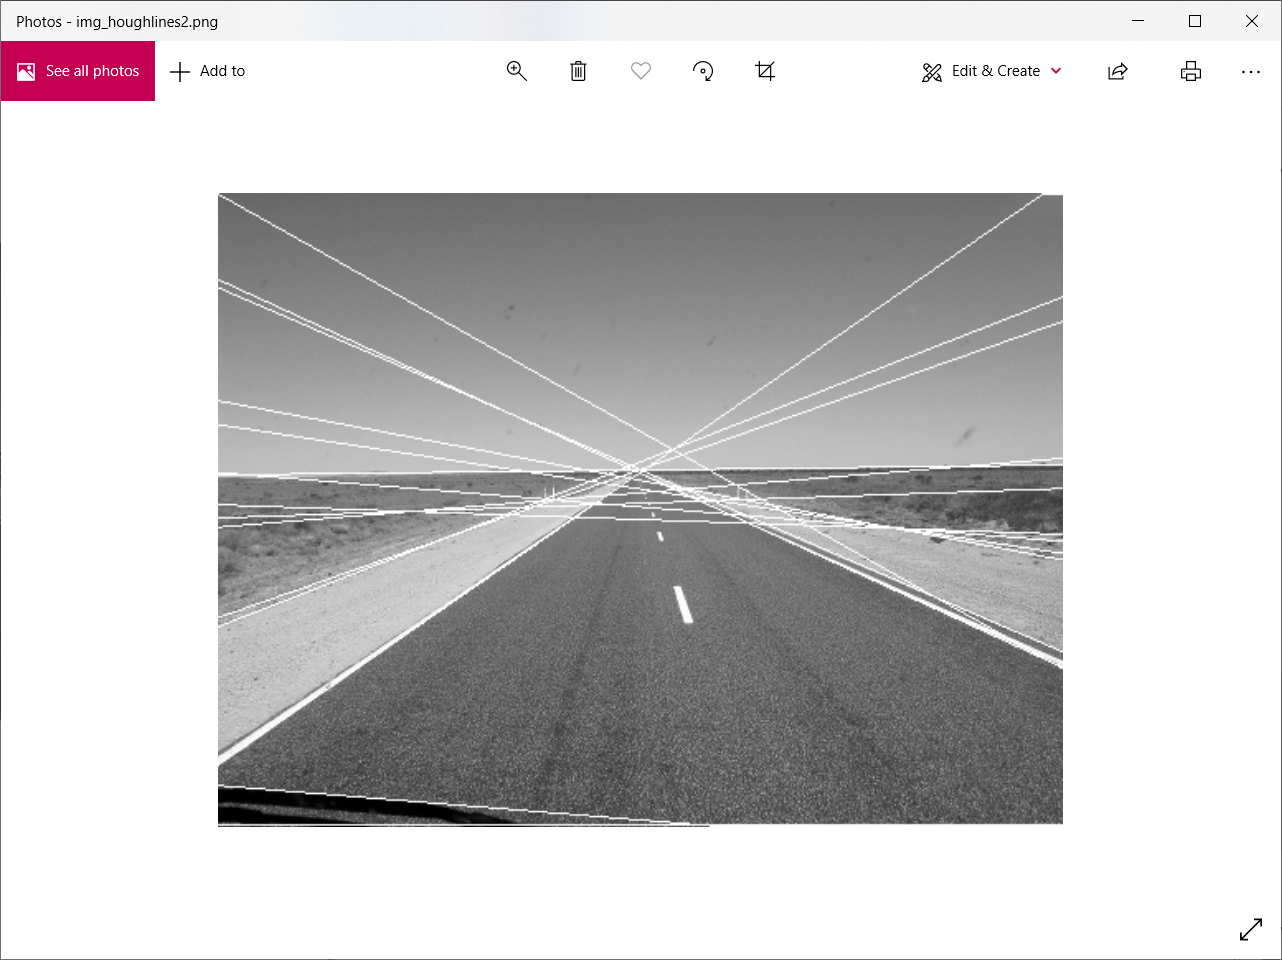 Photos - img_houghlines2.png
See all photos
Add to
Edit & Create